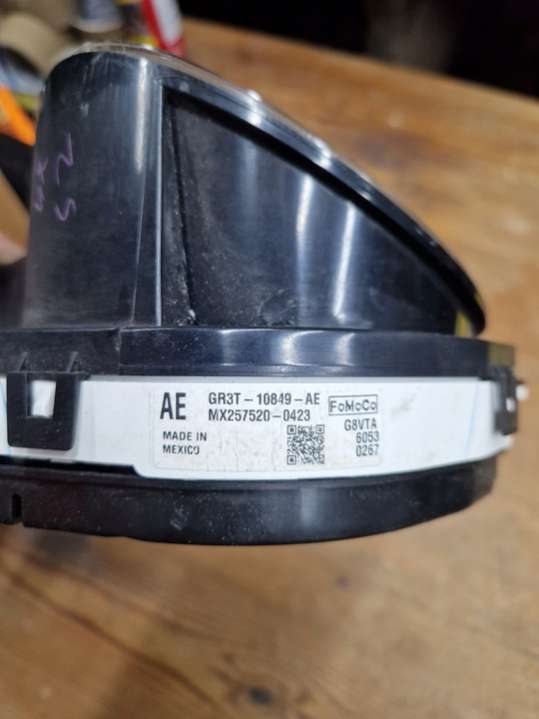 AE
GR3T-10849-AE
MX257520-0423
FoMoCo
G8VTA
6053
0267
MADE IN
MEXICO